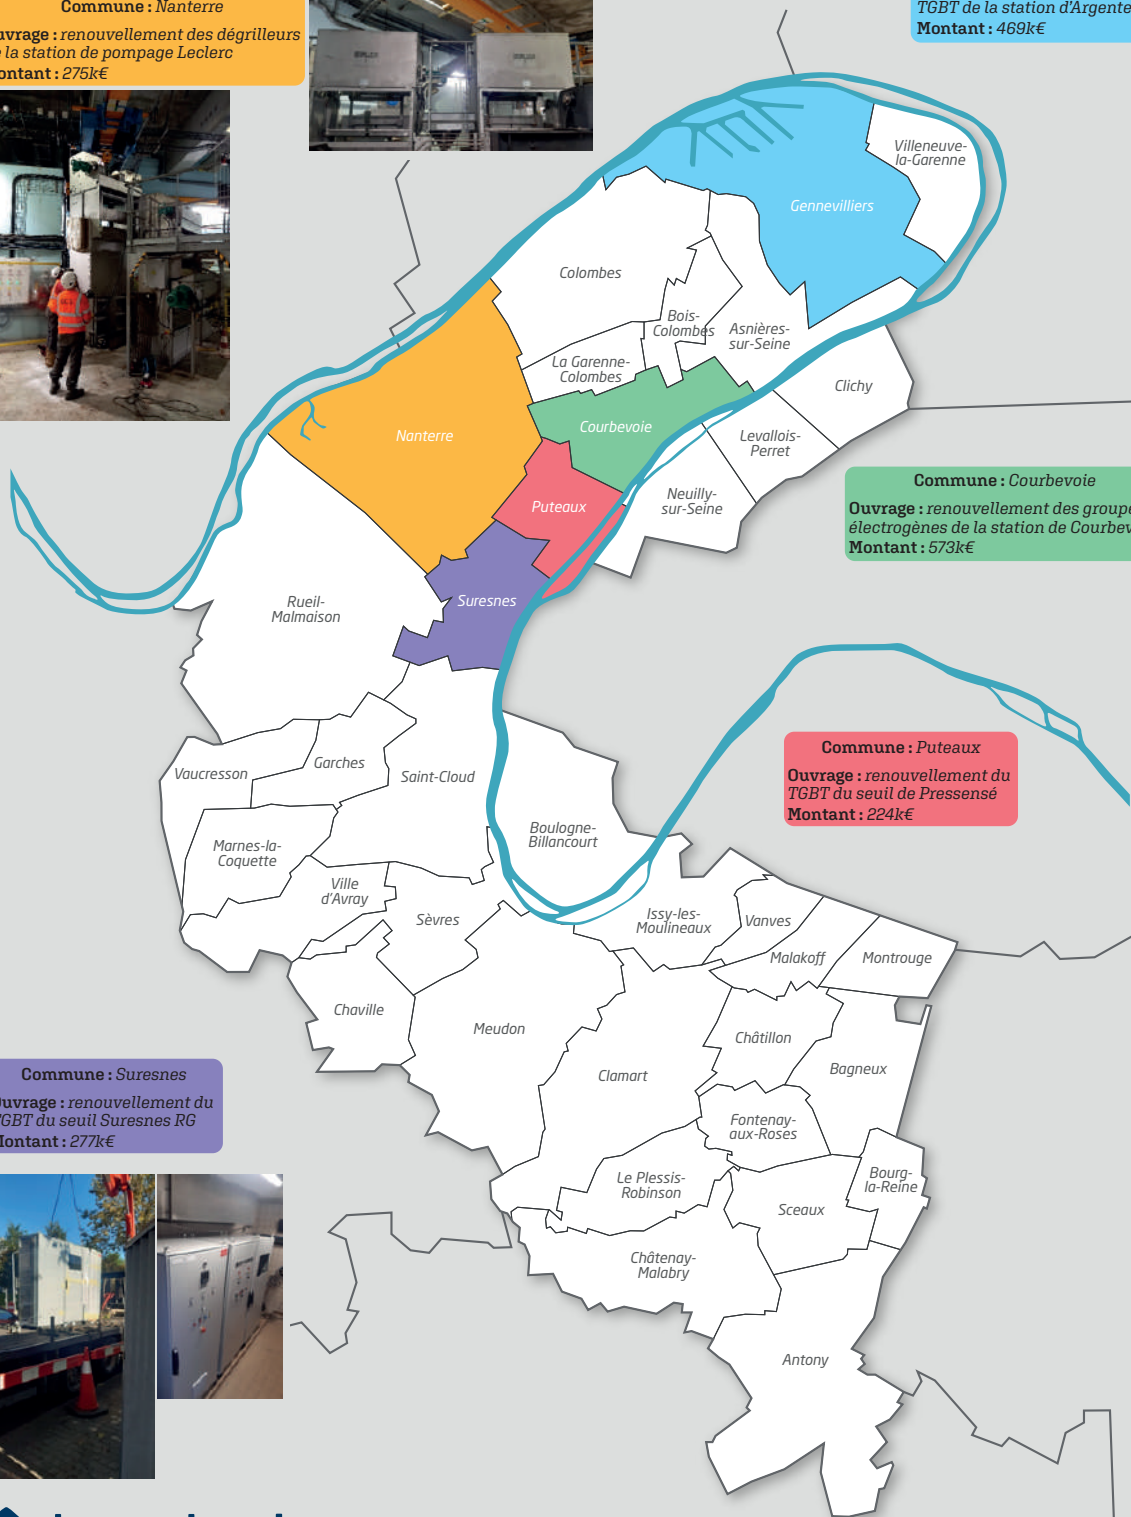 Commune : Nanterre
Ouvrage : renouvellement des dégrilleurs
la station de pompage Leclerc
Montant : 275k€
TGBT de la station d'Argente
Montant : 469k€
Villeneuve-
la-Garenne
Gennevilliers
Colombes
Bois-
Colombes
Asnières-
sur-Seine
La Garenne-
Colombes
Clichy
Courbevoie
Nanterre
Levallois-
Perret
Commune : Courbevoie
Ouvrage : renouvellement des groupe
électrogènes de la station de Courbev
Montant : 573k€
Neuilly-
sur-Seine
Puteaux
Suresnes
Rueil-
Malmaison
Commune : Puteaux
Ouvrage : renouvellement du
TGBT du seuil de Pressensé
Montant : 224k€
Vaucresson
Garches
Saint-Cloud
Boulogne-
Billancourt
Marnes-la-
Coquette
Ville
d'Avray
Sèvres
Issy-les-
Moulineaux
Vanves
Malakoff
Montrouge
Chaville
Meudon
Châtillon
Clamart
Bagneux
Commune : Suresnes
Ouvrage : renouvellement du
TGBT du seuil Suresnes RG
Montant : 277k€
Fontenay-
aux-Roses
Le Plessis-
Robinson
Bourg-
la-Reine
Sceaux
Châtenay-
Malabry
Antony